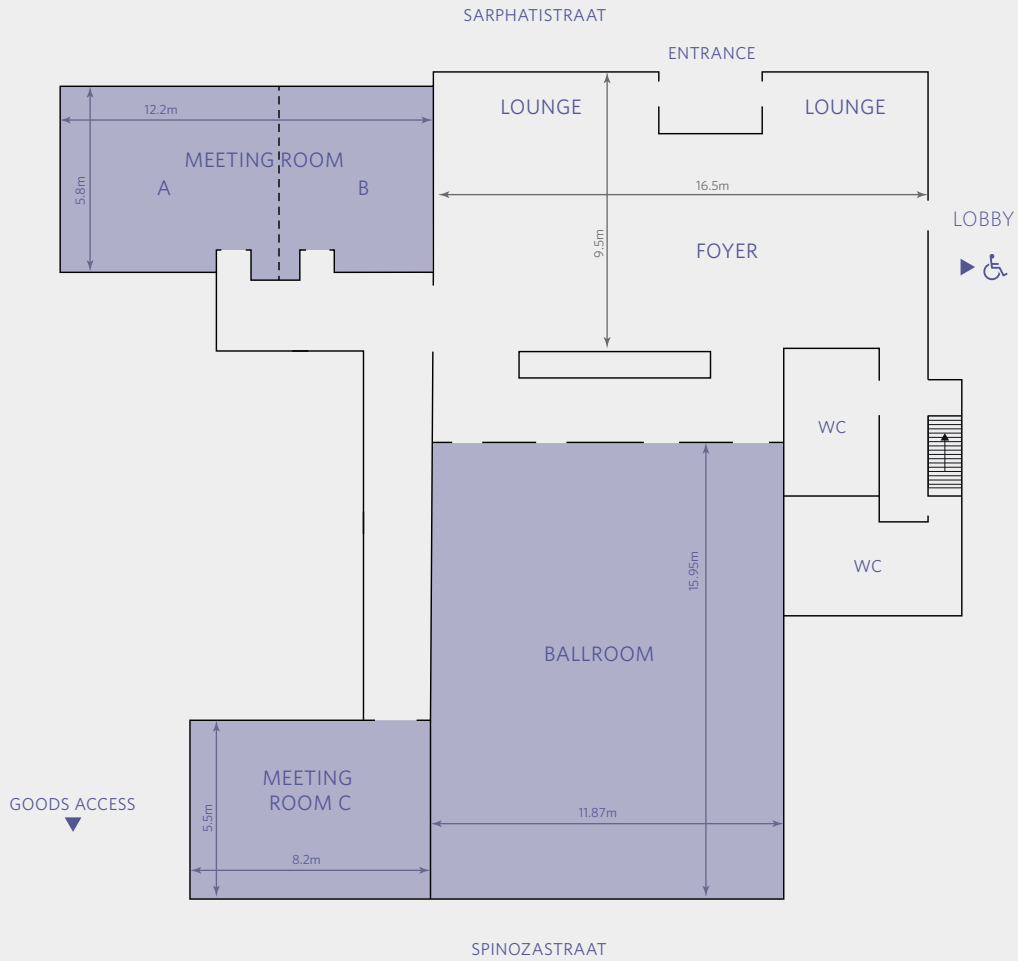 SARPHATISTRAAT
ENTRANCE
LOUNGE
LOUNGE
12.2m
MEETING ROOM
A
B
5.8m
16.5m
LOBBY
9.5m
FOYER
WC
15.95m
WC
BALLROOM
MEETING
ROOM C
GOODS ACCESS
5.5m
11.87m
8.2m
SPINOZASTRAAT